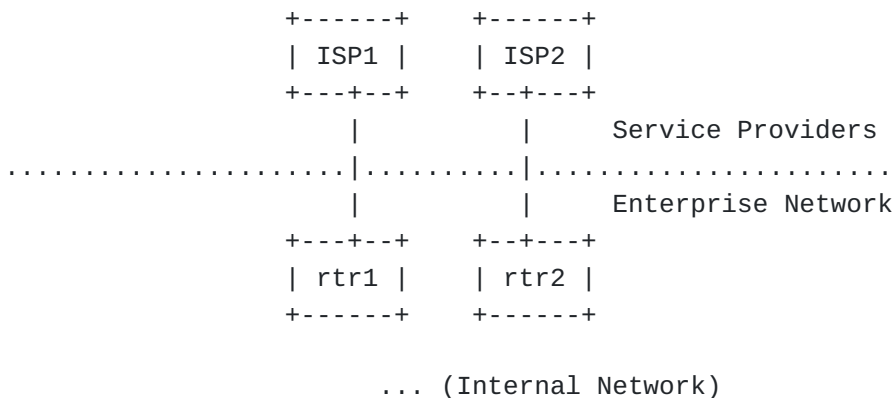 +------+    +------+
| ISP1 |    | ISP2 |
+---+--+    +--+---+
|          |     Service Providers
......................|..........|.......................
|          |     Enterprise Network
+---+--+    +--+---+
| rtr1 |    | rtr2 |
+------+    +------+
... (Internal Network)